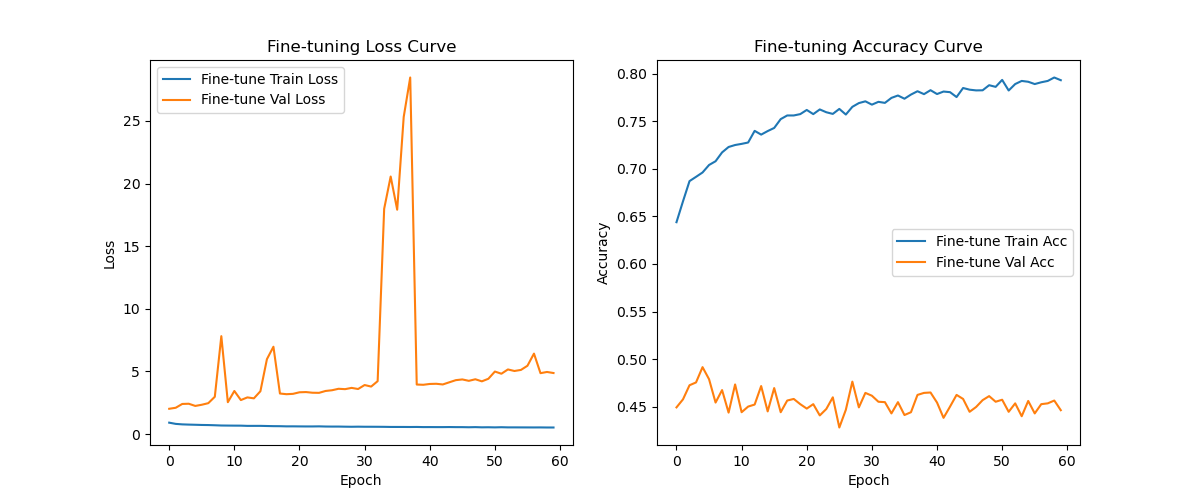 Fine-tuning Loss Curve
Fine-tune Train Loss
Fine-tune Val Loss
25
20
15
10
5
0
Loss
0 10 20 30 40 50 60
Epoch
Fine-tuning Accuracy Curve
0.80
0.75
0.70
0.65
0.60
0.55
0.50
0.45
Accuracy
Fine-tune Train Acc
Fine-tune Val Acc
0 10 20 30 40 50 60
Epoch